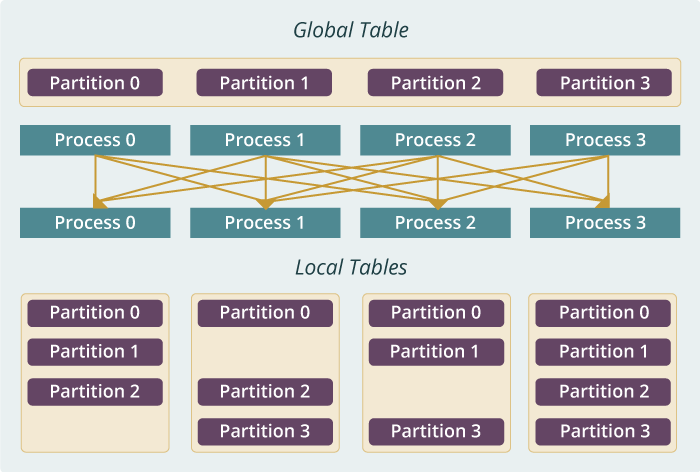 Global Table
Partition 0 Partition 1 Partition 2 Partition 3
Process 0 Process 1 Process 2 Process 3
Process 0 Process 1 Process 2 Process 3
Local Tables
Partition 0 Partition 0 Partition 0 Partition 0
Partition 1 Partition 1 Partition 1
Partition 2 Partition 2 Partition 2
Partition 3 Partition 3 Partition 3